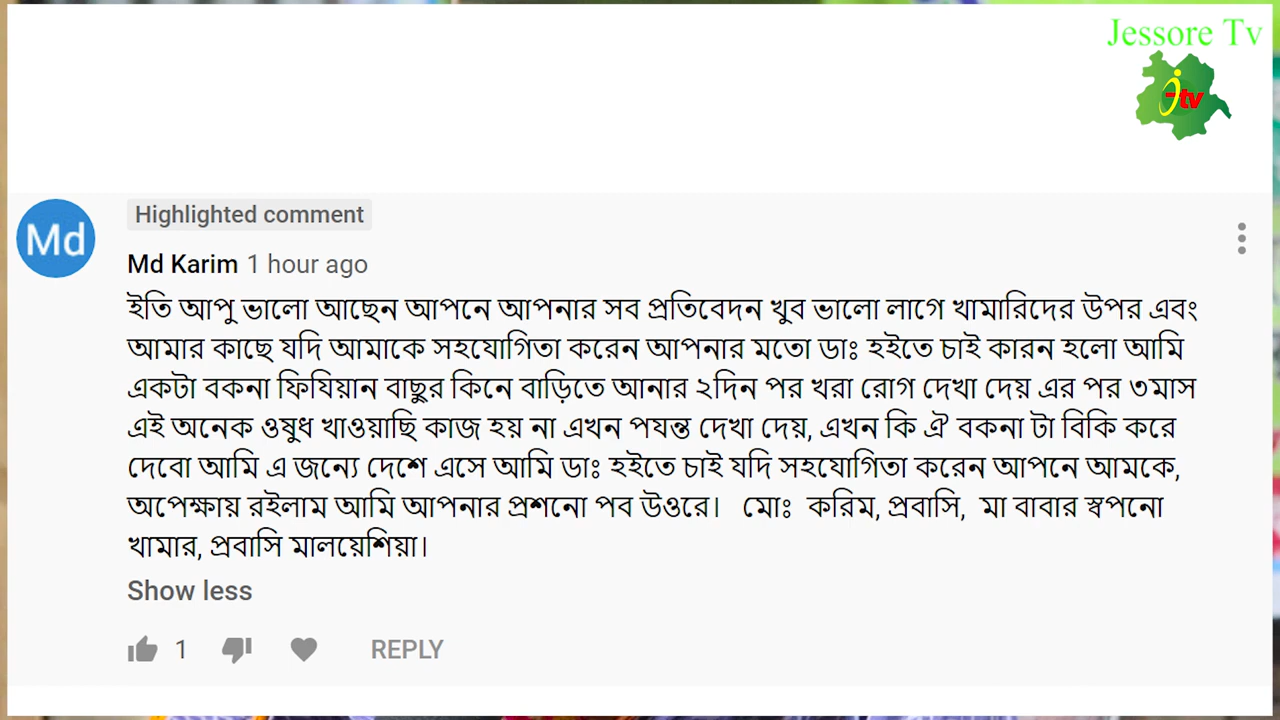 Jessore Tv
jtv
Highlighted comment
Md
Md Karim 1 hour ago
ইতি আপু ভালো আছেন আপনে আপনার সব প্রতিবেদন খুব ভালো লাগে খামারিদের উপর এবং
আমার কাছে যদি আমাকে সহযোগিতা করেন আপনার মতো ডাঃ হইতে চাই কারন হলো আমি
একটা বকনা ফিযিয়ান বাছুর কিনে বাড়িতে আনার ২দিন পর খরা রোগ দেখা দেয় এর পর ৩মাস
এই অনেক ওষুধ খাওয়াছি কাজ হয় না এখন পযন্ত দেখা দেয়, এখন কি ঐ বকনা টা বিকি করে
দেবো আমি এ জন্যে দেশে এসে আমি ডাঃ হইতে চাই যদি সহযোগিতা করেন আপনে আমকে,
অপেক্ষায় রইলাম আমি আপনার প্রশনো পব উওরে। মোঃ করিম, প্রবাসি, মা বাবার স্বপনো
খামার, প্রবাসি মালয়েশিয়া।
Show less
1 REPLY